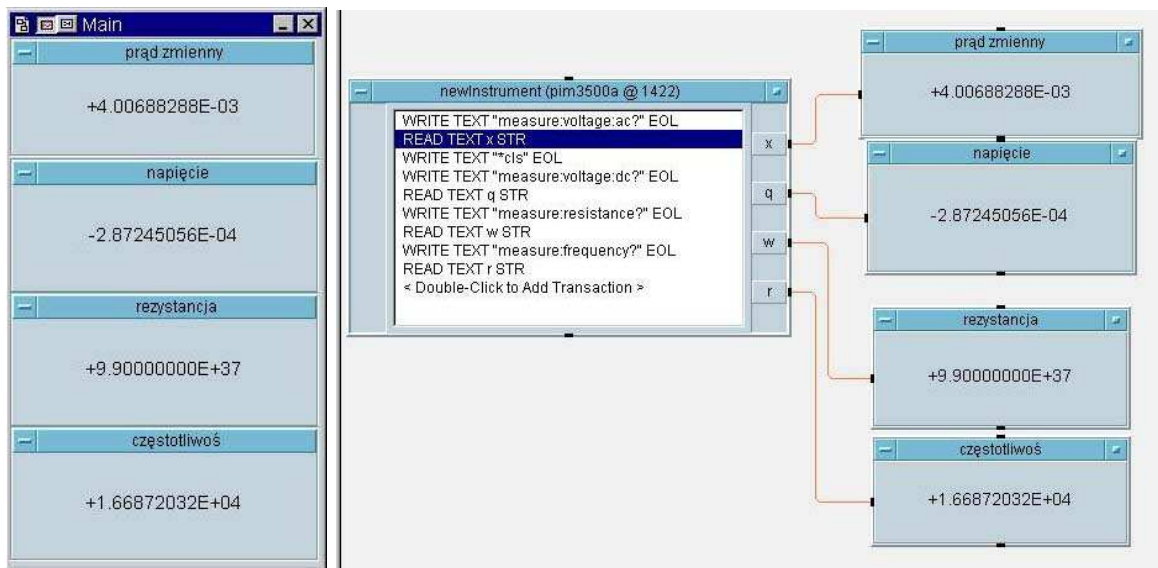 Main
prąd zmienny
+4.00688288E-03
napięcie
-2.87245056E-04
rezystancja
+9.90000000E+37
częstotliwoś
+1.66872032E+04
newInstrument (pim3500a @ 1422)
WRITE TEXT "measure:voltage:ac?" EOL
READ TEXT x STR
WRITE TEXT "*cls" EOL
WRITE TEXT "measure:voltage:dc?" EOL
READ TEXT q STR
WRITE TEXT "measure:resistance?" EOL
READ TEXT w STR
WRITE TEXT "measure:frequency?" EOL
READ TEXT r STR
< Double-Click to Add Transaction >
x
q
w
r
prąd zmienny
+4.00688288E-03
napięcie
-2.87245056E-04
rezystancja
+9.90000000E+37
częstotliwoś
+1.66872032E+04